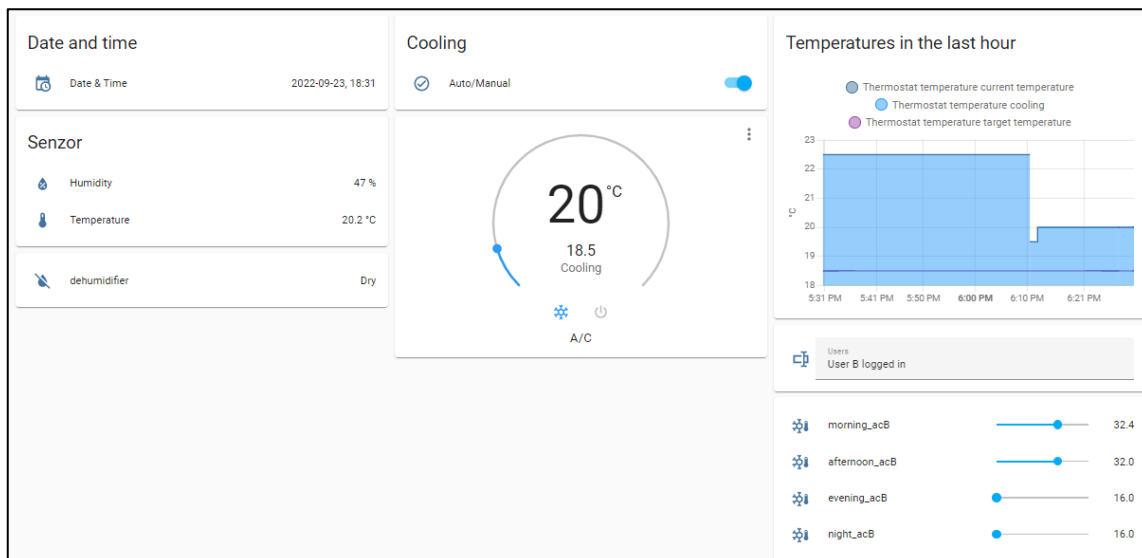 Date and time
Date & Time 2022-09-23, 18:31
Senzor
Humidity 47 %
Temperature 20.2 °C
dehumidifier Dry
Cooling
Auto/Manual
20 °C
18.5
Cooling
A/C
Temperatures in the last hour
Thermostat temperature current temperature
Thermostat temperature cooling
Thermostat temperature target temperature
23
22
21
°C
20
19
18
5:31 PM 5:41 PM 5:50 PM 6:00 PM 6:10 PM 6:21 PM
Users
User B logged in
morning_acB 32.4
afternoon_acB 32.0
evening_acB 16.0
night_acB 16.0